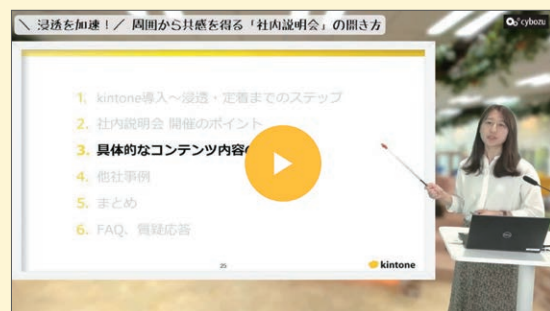 ＼ 浸透を加速！／ 周囲から共感を得る「社内説明会」の開き方
cybozu
1. kintone導入～浸透・定着までのステップ
2. 社内説明会 開催のポイント
3. 具体的なコンテンツ内容
4. 他社事例
5. まとめ
6. FAQ、質疑応答
25
kintone